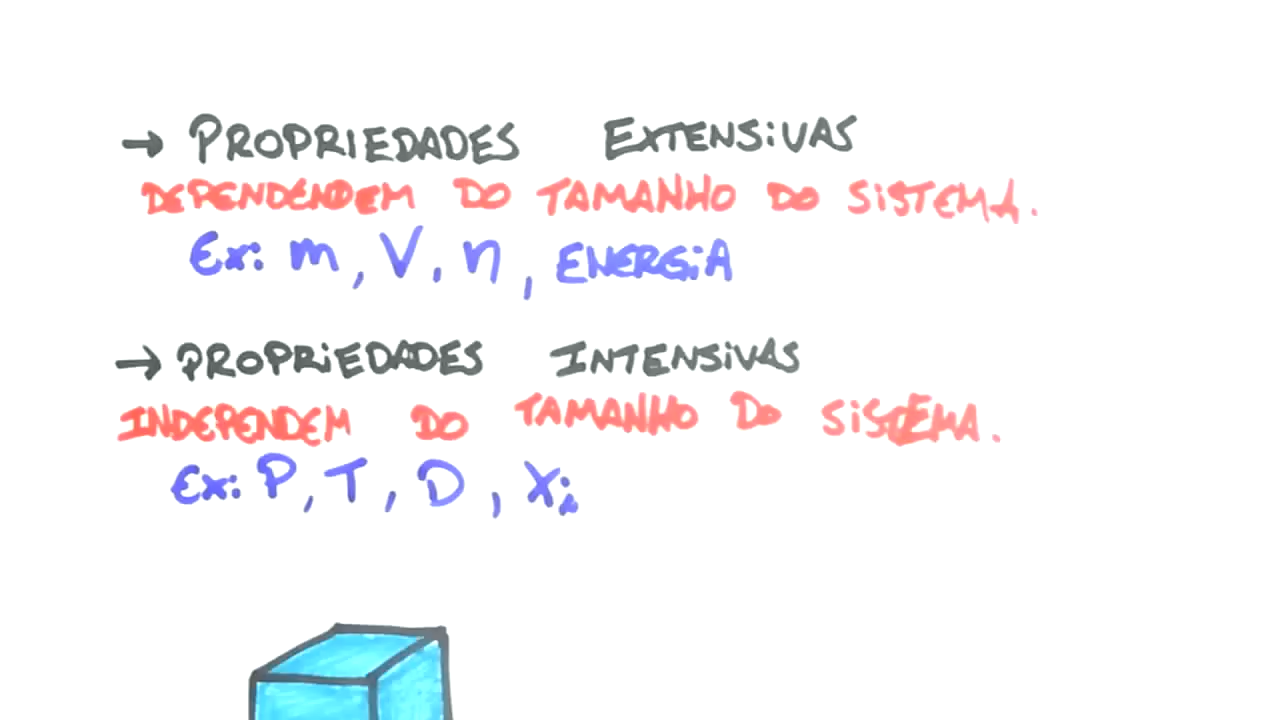 → PROPRIEDADES EXTENSiVAS
DEPENDENDEM DO TAMANHO DO SiSTEMA.
Ex: m, V, n, ENERGiA
→ PROPRiEDADES INTENSiVAS
INDEPENDEM DO TAMANHO DO SiSTEMA.
Ex: P, T, D, Xi